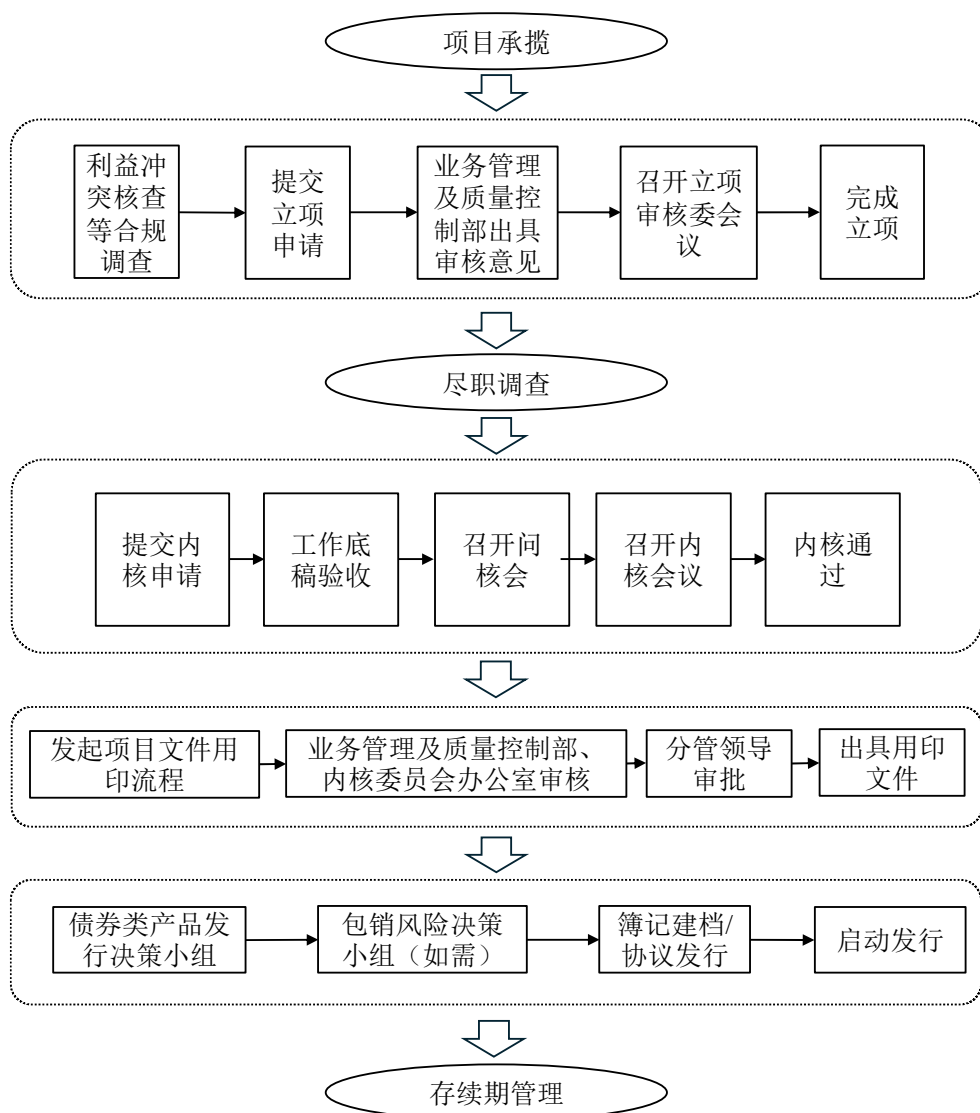 项目承揽
利益冲
突核查
等合规
调查
提交
立项
申请
业务管理
及质量控
制部出具
审核意见
召开立项
审核委会
议
完成
立项
尽职调查
提交内
核申请
工作底
稿验收
召开问
核会
召开内
核会议
内核通
过
发起项目文件用
印流程
业务管理及质量控制部、
内核委员会办公室审核
分管领导
审批
出具用印
文件
债券类产品发
行决策小组
包销风险决策
小组（如需）
簿记建档/
协议发行
启动发行
存续期管理